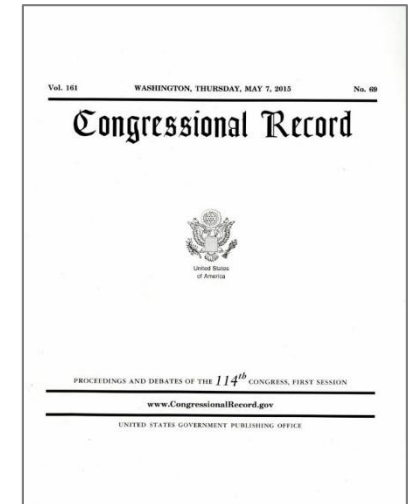 Vol. 161 WASHINGTON, THURSDAY, MAY 7, 2015 No. 69
Congressional Record
United States
of America
PROCEEDINGS AND DEBATES OF THE 114th CONGRESS, FIRST SESSION
www.CongressionalRecord.gov
UNITED STATES GOVERNMENT PUBLISHING OFFICE